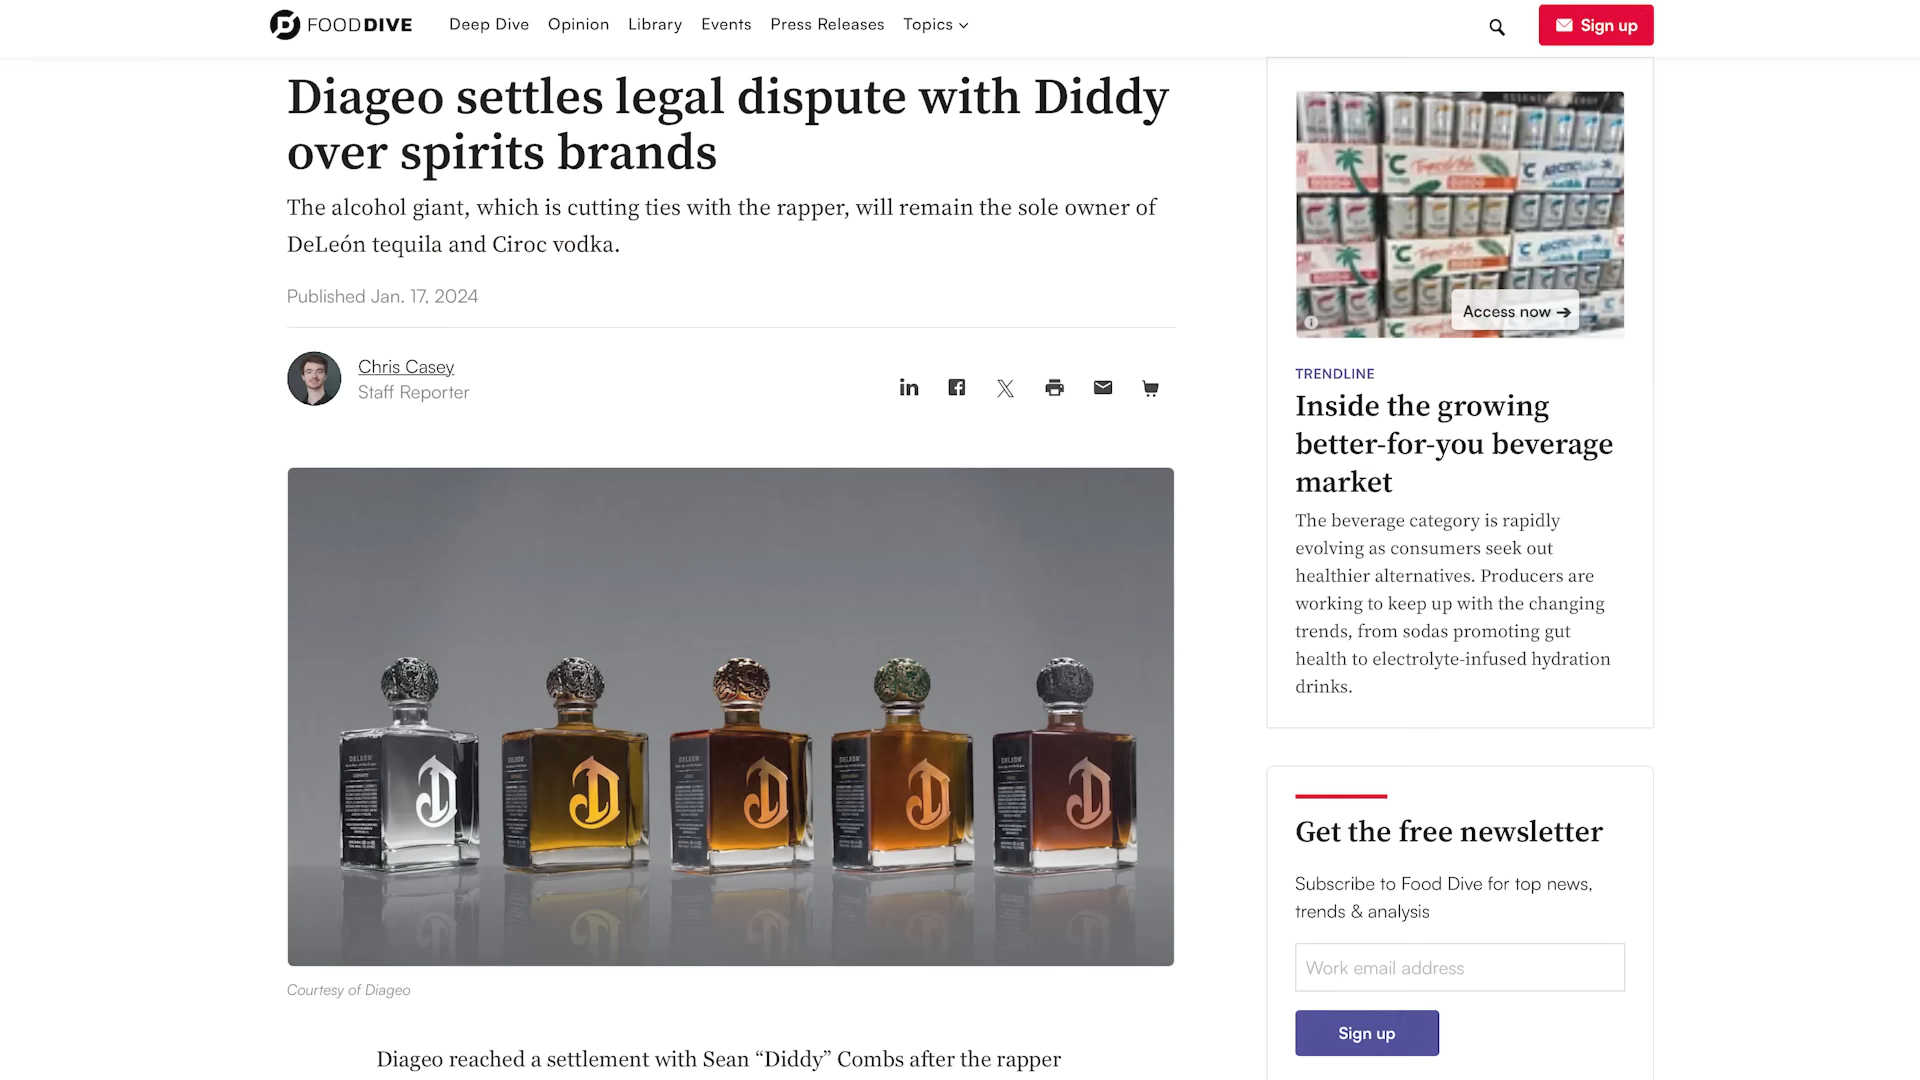 FOODDIVE
Deep Dive
Opinion
Library
Events
Press Releases
Topics
Sign up
Diageo settles legal dispute with Diddy
over spirits brands
The alcohol giant, which is cutting ties with the rapper, will remain the sole owner of
DeLeón tequila and Ciroc vodka.
Published Jan. 17, 2024
Chris Casey
Staff Reporter
DELEÓN
DELEÓN
DELEÓN
DELEÓN
DELEÓN
Courtesy of Diageo
Diageo reached a settlement with Sean “Diddy” Combs after the rapper
Access now →
TRENDLINE
Inside the growing
better-for-you beverage
market
The beverage category is rapidly
evolving as consumers seek out
healthier alternatives. Producers are
working to keep up with the changing
trends, from sodas promoting gut
health to electrolyte-infused hydration
drinks.
Get the free newsletter
Subscribe to Food Dive for top news,
trends & analysis
Work email address
Sign up